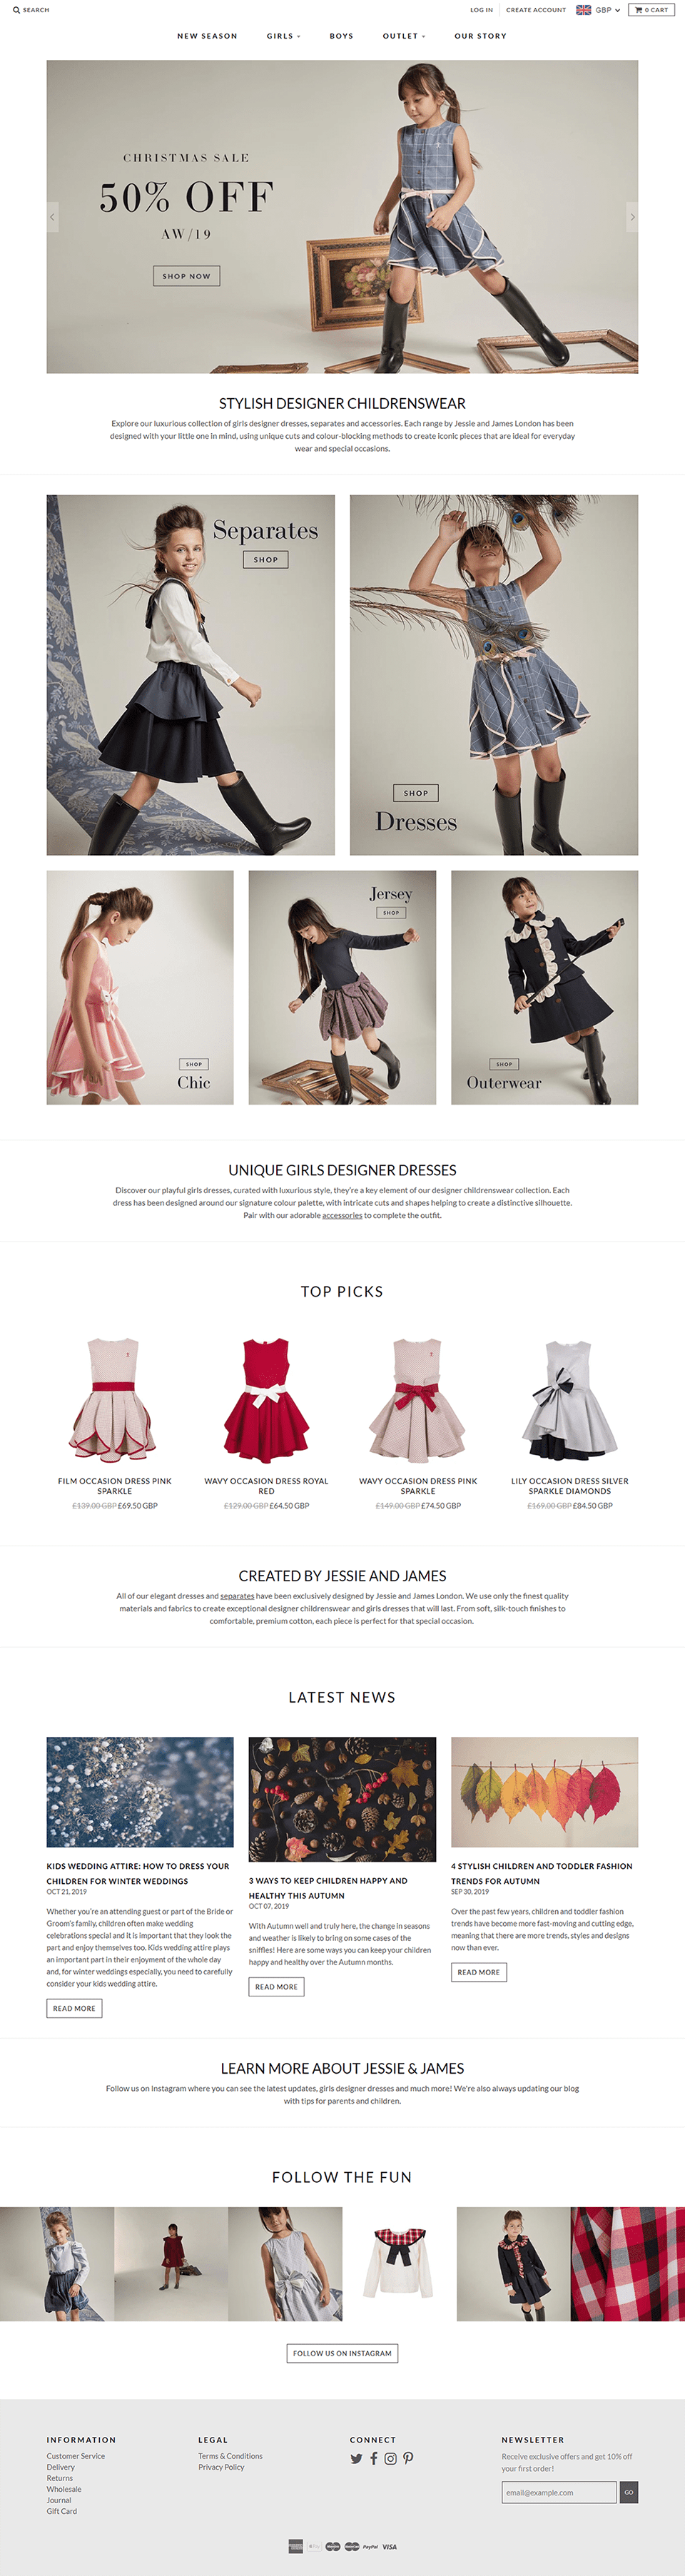 SEARCH
LOG IN
CREATE ACCOUNT
GBP
0 CART
NEW SEASON
GIRLS
BOYS
OUTLET
OUR STORY
CHRISTMAS SALE
50% OFF
AW/19
SHOP NOW
STYLISH DESIGNER CHILDRENSWEAR
Explore our luxurious collection of girls designer dresses, separates and accessories. Each range by Jessie and James London has been
designed with your little one in mind, using unique cuts and colour-blocking methods to create iconic pieces that are ideal for everyday
wear and special occasions.
Separates
SHOP
SHOP
Dresses
SHOP
Chic
Jersey
SHOP
SHOP
Outerwear
UNIQUE GIRLS DESIGNER DRESSES
Discover our playful girls dresses, curated with luxurious style, they're a key element of our designer childrenswear collection. Each
dress has been designed around our signature colour palette, with intricate cuts and shapes helping to create a distinctive silhouette.
Pair with our adorable accessories to complete the outfit.
TOP PICKS
FILM OCCASION DRESS PINK
SPARKLE
£139.00 GBP £69.50 GBP
WAVY OCCASION DRESS ROYAL
RED
£129.00 GBP £64.50 GBP
WAVY OCCASION DRESS PINK
SPARKLE
£149.00 GBP £74.50 GBP
LILY OCCASION DRESS SILVER
SPARKLE DIAMONDS
£169.00 GBP £84.50 GBP
CREATED BY JESSIE AND JAMES
All of our elegant dresses and separates have been exclusively designed by Jessie and James London. We use only the finest quality
materials and fabrics to create exceptional designer childrenswear and girls dresses that will last. From soft, silk-touch finishes to
comfortable, premium cotton, each piece is perfect for that special occasion.
LATEST NEWS
KIDS WEDDING ATTIRE: HOW TO DRESS YOUR
CHILDREN FOR WINTER WEDDINGS
OCT 21, 2019
Whether you're an attending guest or part of the Bride or
Groom's family, children often make wedding
celebrations special and it is important that they look the
part and enjoy themselves too. Kids wedding attire plays
an important part in their enjoyment of the whole day
and, for winter weddings especially, you need to carefully
consider your kids wedding attire.
READ MORE
3 WAYS TO KEEP CHILDREN HAPPY AND
HEALTHY THIS AUTUMN
OCT 07, 2019
With Autumn well and truly here, the change in seasons
and weather is likely to bring on some cases of the
sniffles! Here are some ways you can keep your children
happy and healthy over the Autumn months.
READ MORE
4 STYLISH CHILDREN AND TODDLER FASHION
TRENDS FOR AUTUMN
SEP 30, 2019
Over the past few years, children and toddler fashion
trends have become more fast-moving and cutting edge,
meaning that there are more trends, styles and designs
now than ever.
READ MORE
LEARN MORE ABOUT JESSIE & JAMES
Follow us on Instagram where you can see the latest updates, girls designer dresses and much more! We're also always updating our blog
with tips for parents and children.
FOLLOW THE FUN
FOLLOW US ON INSTAGRAM
INFORMATION
Customer Service
Delivery
Returns
Wholesale
Journal
Gift Card
LEGAL
Terms & Conditions
Privacy Policy
CONNECT
NEWSLETTER
Receive exclusive offers and get 10% off
your first order!
email@example.com
GO
PayPal
VISA